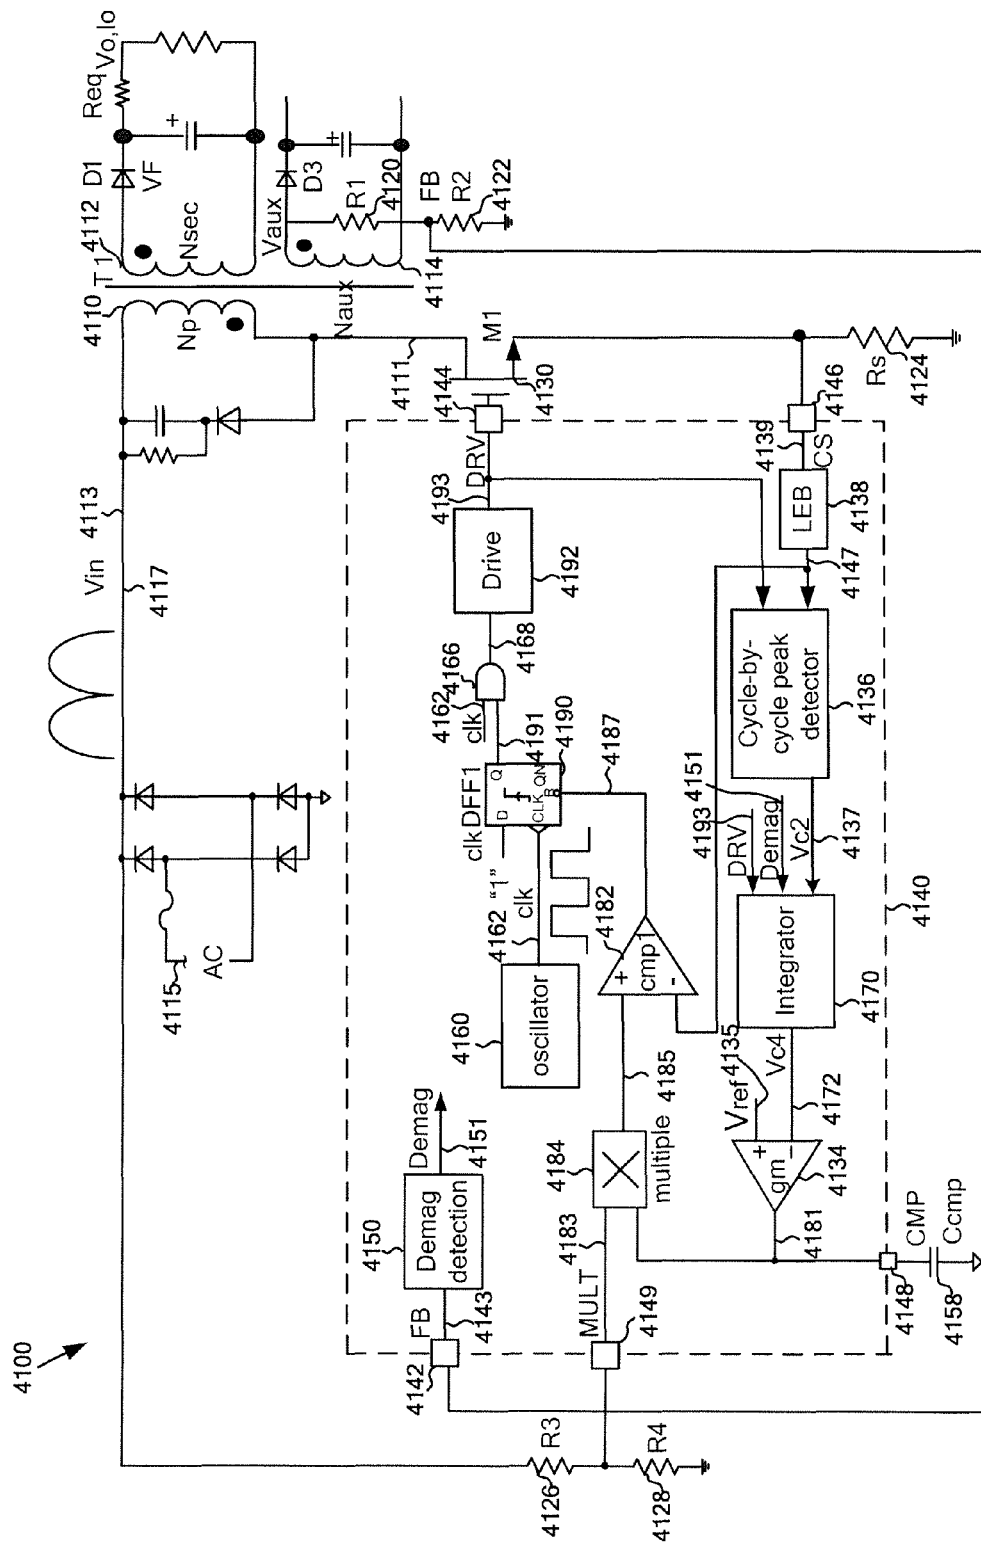 4100
4115
AC
Vin
4117
4113
4110
Np
T1
4112
Nsec
D1
VF
Req
Vo,Io
Naux
4114
Vaux
D3
R1
4120
FB
R2
4122
4111
M1
4130
4144
DRV
4193
Drive
4192
4168
4166
4162
clk
4191
4190
4187
DFF1
clk
"1"
D
Q
CLK
QN
R
clk
4162
oscillator
4160
cmp1
+
-
4182
4185
4184
multiple
4183
MULT
4149
Demag
4151
Demag
detection
4150
FB
4143
4142
R3
4126
R4
4128
Rs
4124
4146
4139
CS
LEB
4138
4147
Cycle-by-
cycle peak
detector
4136
4193
DRV
4151
Demag
Vc2
4137
Integrator
4170
Vc4
4172
Vref
4135
gm
+
-
4134
4181
4140
4148
CMP
Ccmp
4158
+
+